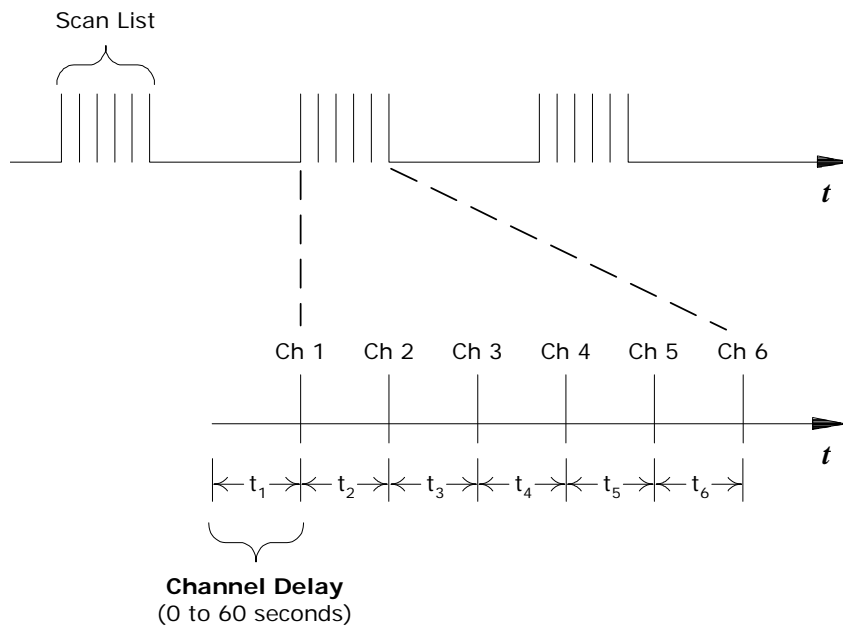 Scan List
t
Ch 1 Ch 2 Ch 3 Ch 4 Ch 5 Ch 6
t
t₁ t₂ t₃ t₄ t₅ t₆
Channel Delay
(0 to 60 seconds)